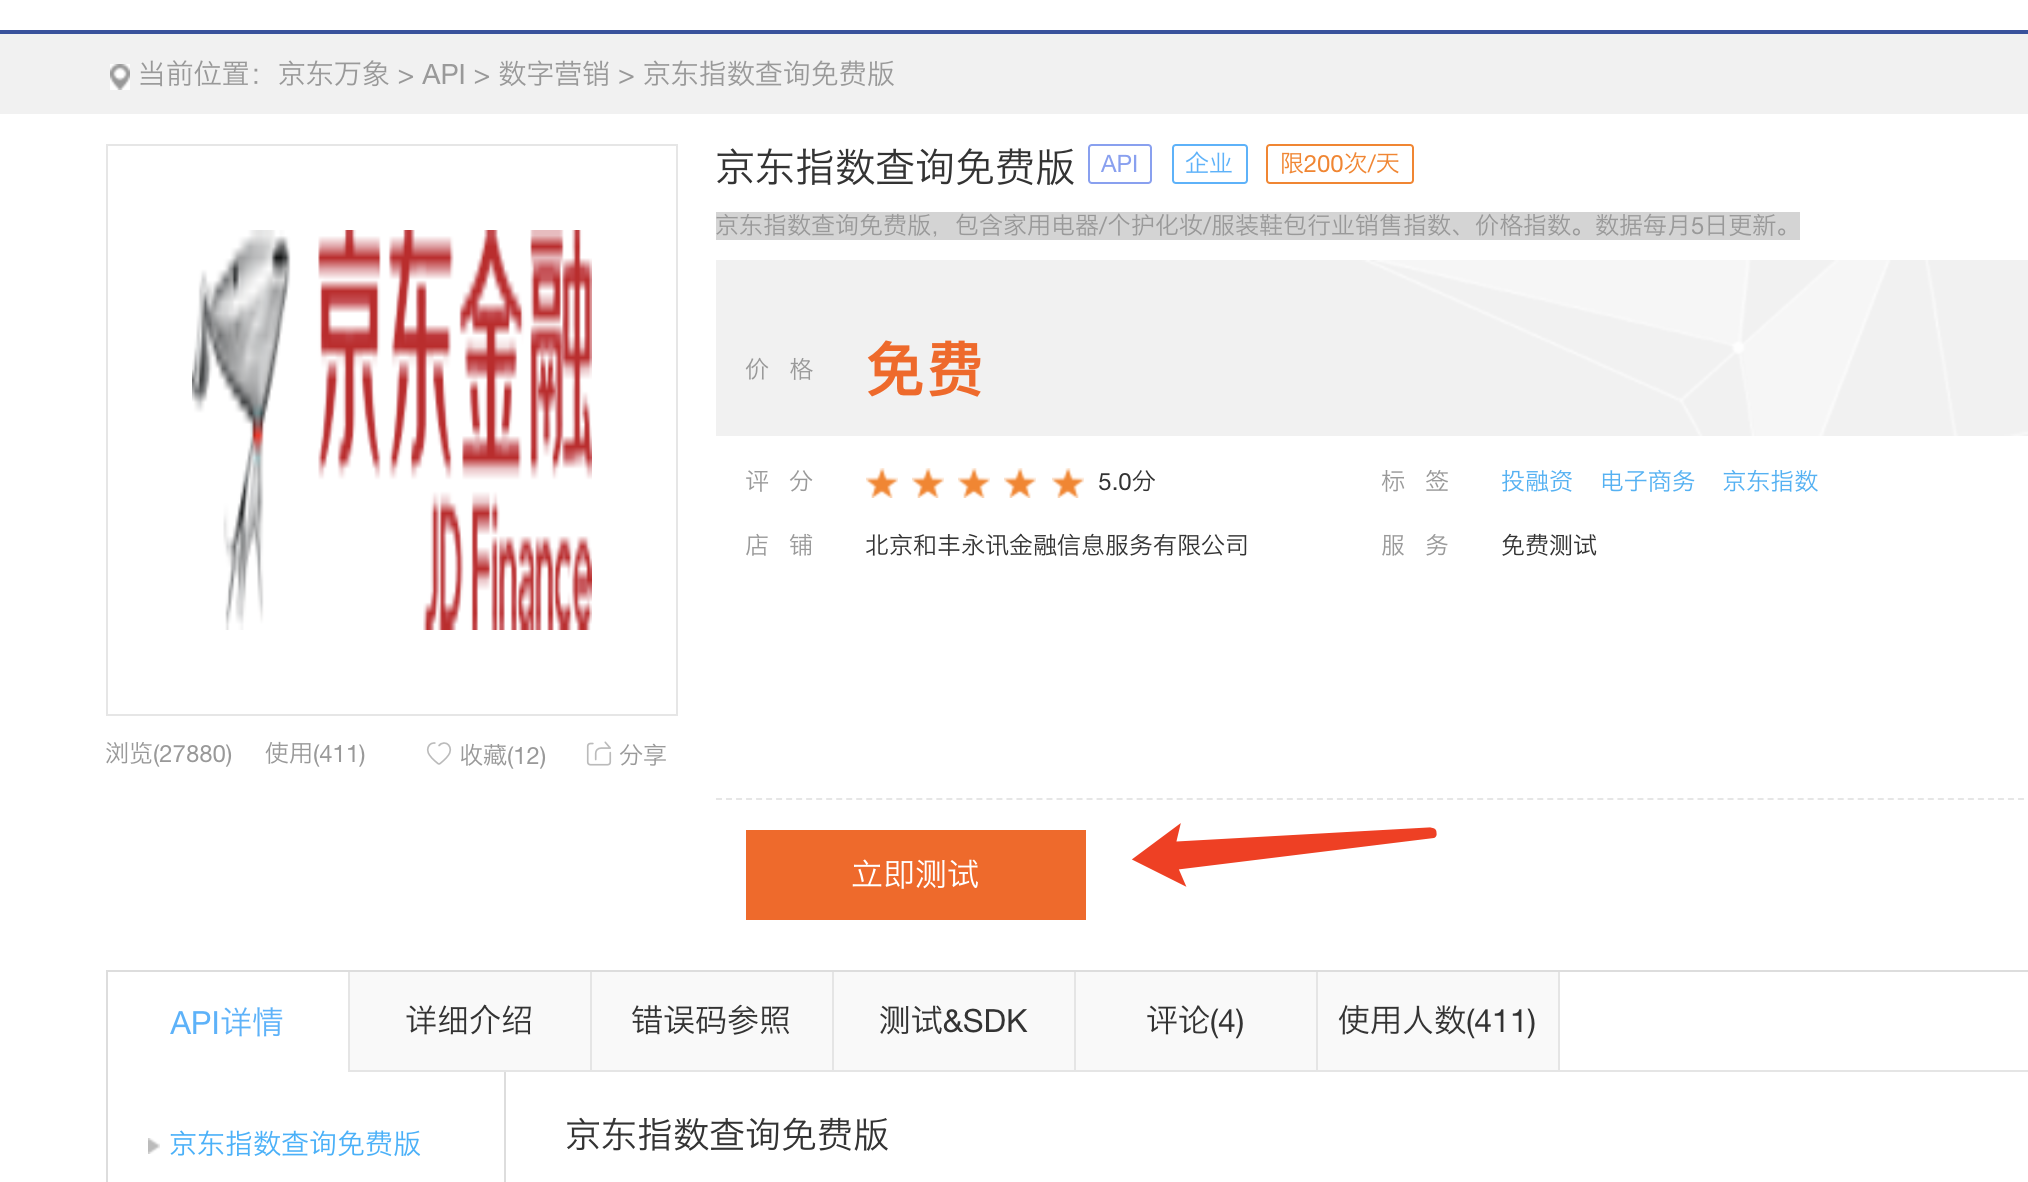 当前位置：京东万象 > API > 数字营销 > 京东指数查询免费版
京东金融
JD Finance
京东指数查询免费版 API 企业 限200次/天
京东指数查询免费版，包含家用电器/个护化妆/服装鞋包行业销售指数、价格指数。数据每月5日更新。
价 格 免费
评 分 5.0分 标 签 投融资 电子商务 京东指数
店 铺 北京和丰永讯金融信息服务有限公司 服 务 免费测试
浏览(27880) 使用(411) 收藏(12) 分享
立即测试
API详情 详细介绍 错误码参照 测试&SDK 评论(4) 使用人数(411)
京东指数查询免费版 京东指数查询免费版